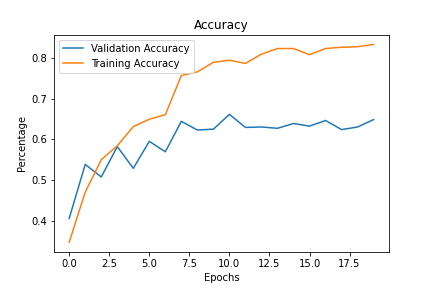 Accuracy
Validation Accuracy
Training Accuracy
Percentage
0.8
0.7
0.6
0.5
0.4
0.0 2.5 5.0 7.5 10.0 12.5 15.0 17.5
Epochs